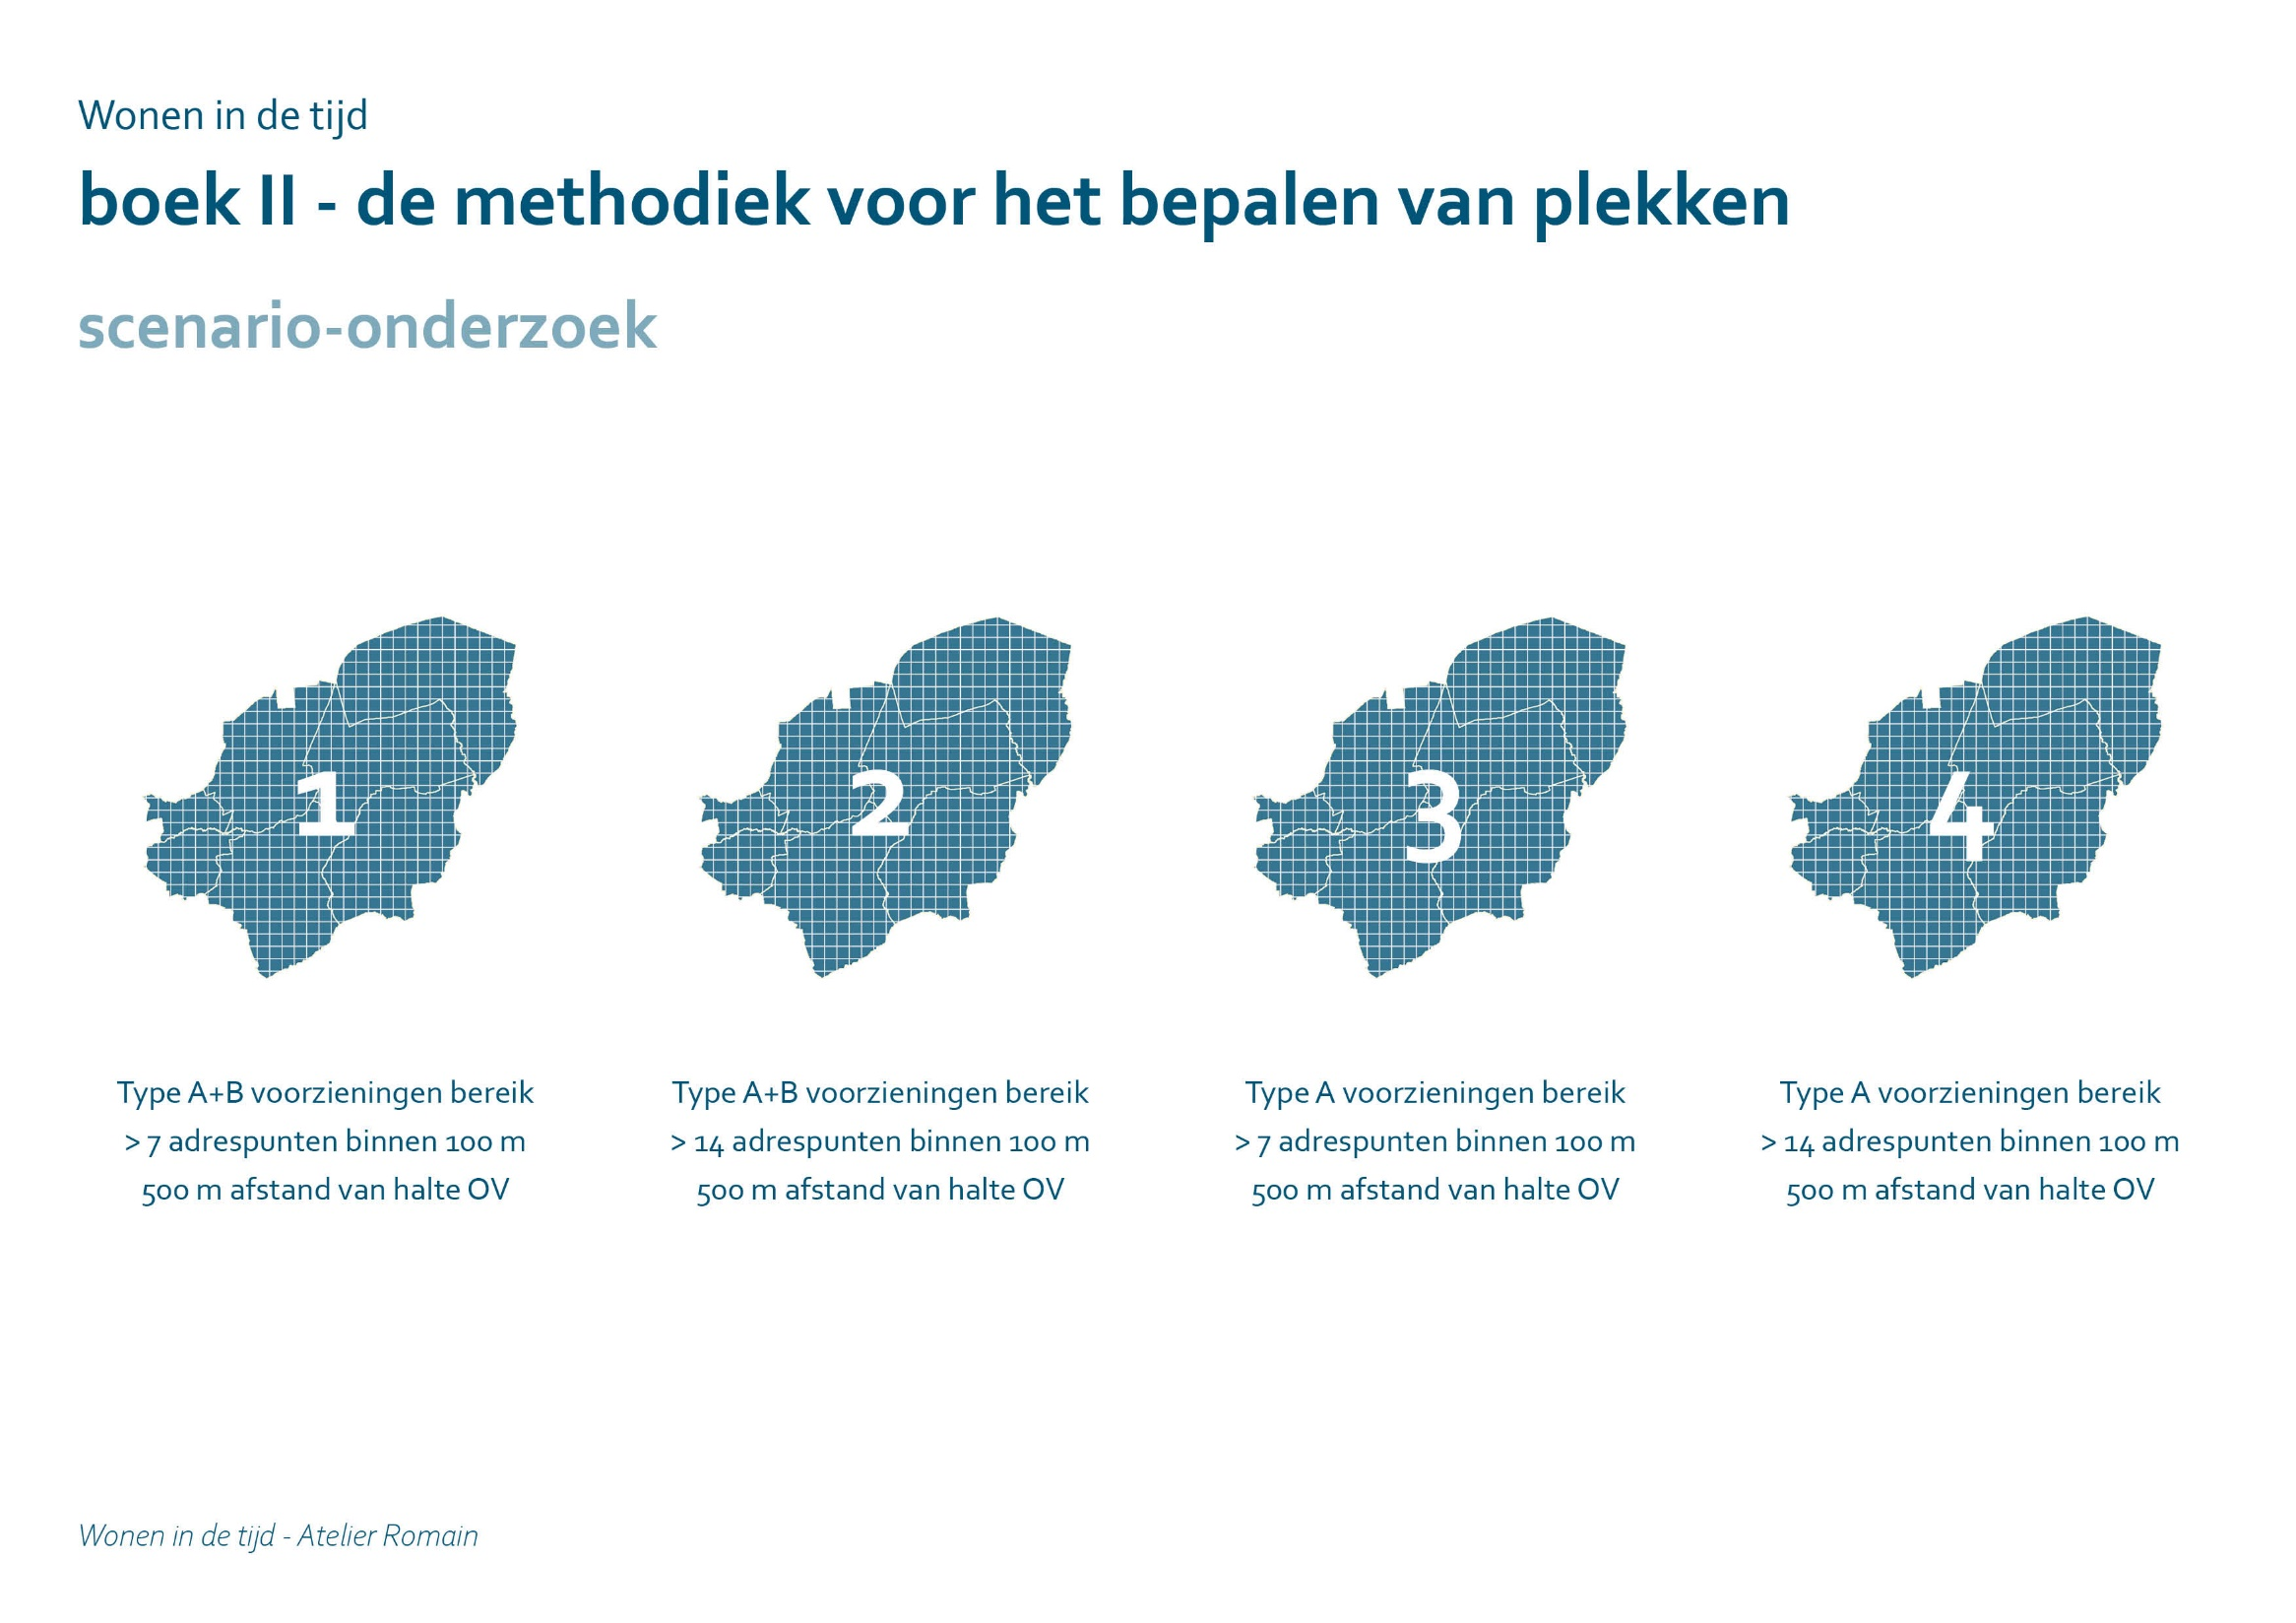 Wonen in de tijd
boek II - de methodiek voor het bepalen van plekken
scenario-onderzoek
1
2
3
4
Type A+B voorzieningen bereik
> 7 adrespunten binnen 100 m
500 m afstand van halte OV
Type A+B voorzieningen bereik
> 14 adrespunten binnen 100 m
500 m afstand van halte OV
Type A voorzieningen bereik
> 7 adrespunten binnen 100 m
500 m afstand van halte OV
Type A voorzieningen bereik
> 14 adrespunten binnen 100 m
500 m afstand van halte OV
Wonen in de tijd - Atelier Romain